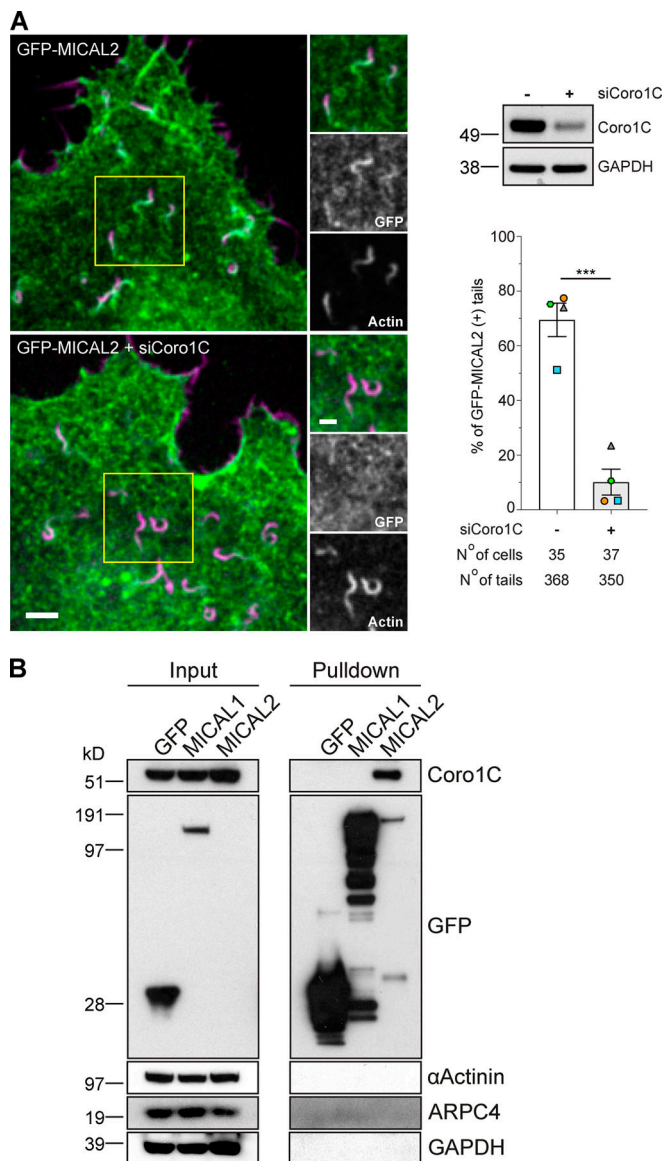 A
GFP-MICAL2
GFP
Actin
GFP-MICAL2 + siCoro1C
GFP
Actin
- + siCoro1C
49 Coro1C
38 GAPDH
***
100
80
60
40
20
0
% of GFP-MICAL2 (+) tails
siCoro1C - +
N° of cells 35 37
N° of tails 368 350
B
Input Pulldown
kD GFP MICAL1 MICAL2 GFP MICAL1 MICAL2
51 Coro1C
191
97
GFP
28
97 αActinin
19 ARPC4
39 GAPDH